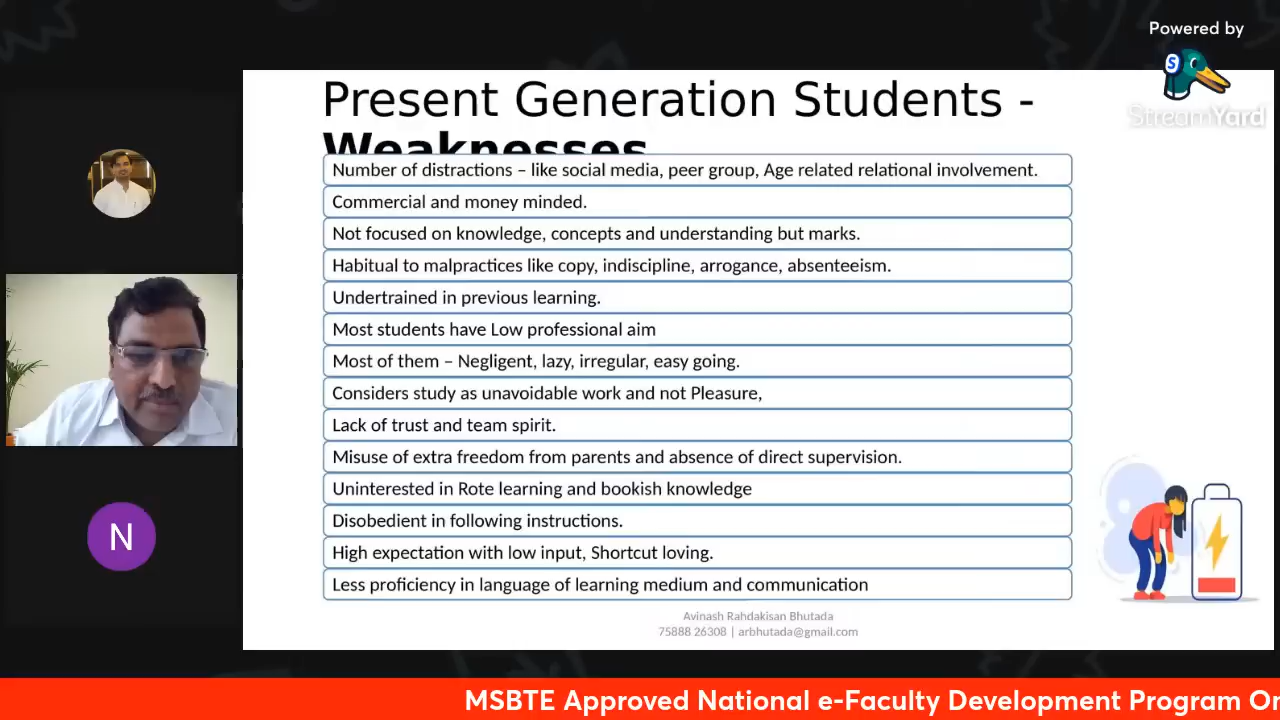 Powered by
S
StreamYard
Present Generation Students -
Weaknesses
Number of distractions – like social media, peer group, Age related relational involvement.
Commercial and money minded.
Not focused on knowledge, concepts and understanding but marks.
Habitual to malpractices like copy, indiscipline, arrogance, absenteeism.
Undertrained in previous learning.
Most students have Low professional aim
Most of them – Negligent, lazy, irregular, easy going.
Considers study as unavoidable work and not Pleasure,
Lack of trust and team spirit.
Misuse of extra freedom from parents and absence of direct supervision.
Uninterested in Rote learning and bookish knowledge
Disobedient in following instructions.
High expectation with low input, Shortcut loving.
Less proficiency in language of learning medium and communication
Avinash Rahdakisan Bhutada
75888 26308 | arbhutada@gmail.com
N
MSBTE Approved National e-Faculty Development Program Or